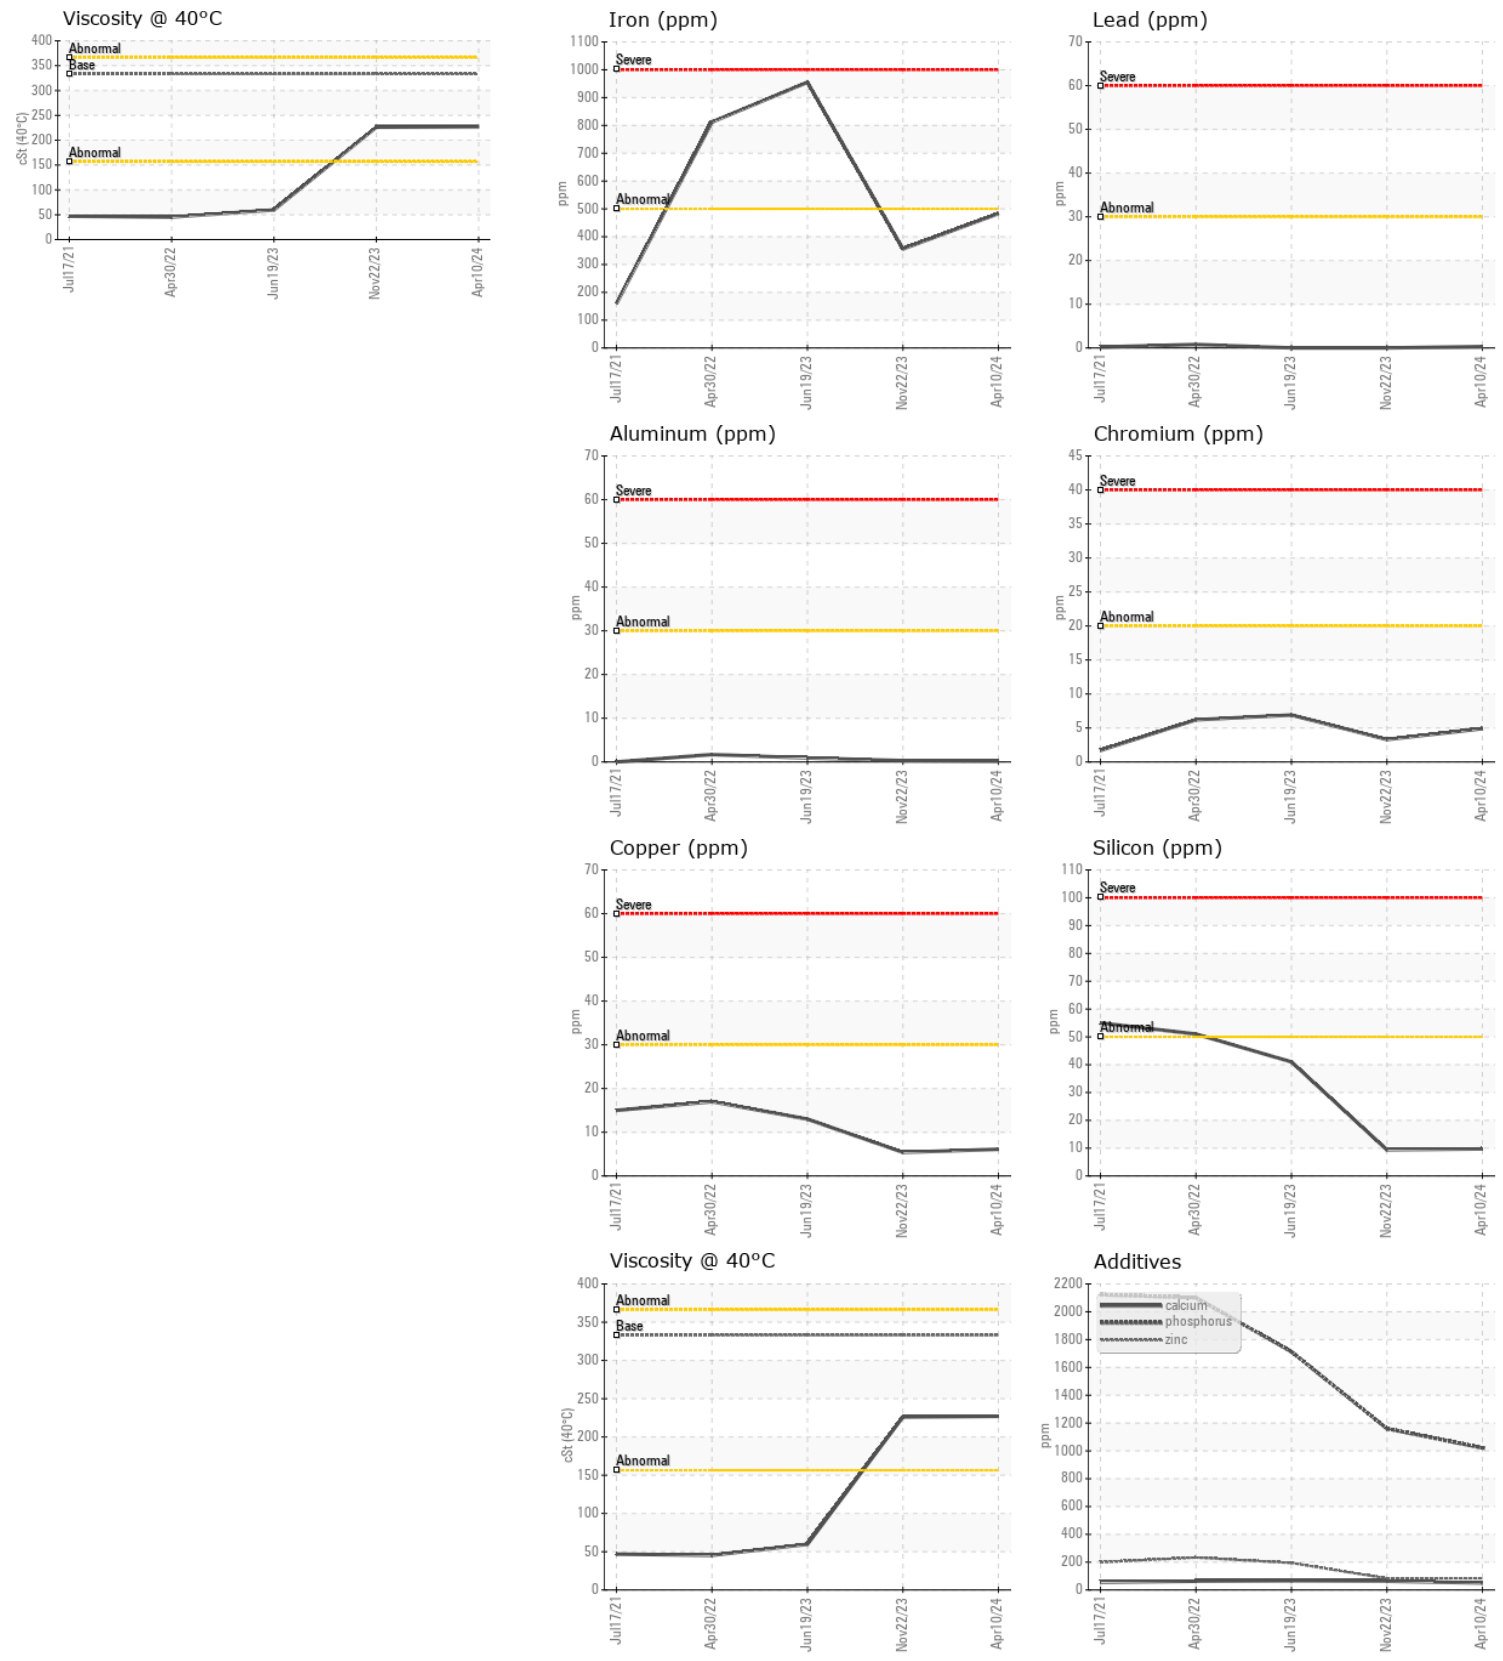 Viscosity @ 40°C
400
350
300
250
200
150
100
50
0
cSt (40°C)
Abnormal
Base
Abnormal
Jul17/21
Apr30/22
Jun19/23
Nov22/23
Apr10/24
Iron (ppm)
1100
1000
900
800
700
600
500
400
300
200
100
0
ppm
Severe
Abnormal
Jul17/21
Apr30/22
Jun19/23
Nov22/23
Apr10/24
Lead (ppm)
70
60
50
40
30
20
10
0
ppm
Severe
Abnormal
Jul17/21
Apr30/22
Jun19/23
Nov22/23
Apr10/24
Aluminum (ppm)
70
60
50
40
30
20
10
0
ppm
Severe
Abnormal
Jul17/21
Apr30/22
Jun19/23
Nov22/23
Apr10/24
Chromium (ppm)
45
40
35
30
25
20
15
10
5
0
ppm
Severe
Abnormal
Jul17/21
Apr30/22
Jun19/23
Nov22/23
Apr10/24
Copper (ppm)
70
60
50
40
30
20
10
0
ppm
Severe
Abnormal
Jul17/21
Apr30/22
Jun19/23
Nov22/23
Apr10/24
Silicon (ppm)
110
100
90
80
70
60
50
40
30
20
10
0
ppm
Severe
Abnormal
Jul17/21
Apr30/22
Jun19/23
Nov22/23
Apr10/24
Viscosity @ 40°C
400
350
300
250
200
150
100
50
0
cSt (40°C)
Abnormal
Base
Abnormal
Jul17/21
Apr30/22
Jun19/23
Nov22/23
Apr10/24
Additives
2200
2000
1800
1600
1400
1200
1000
800
600
400
200
0
ppm
calcium
phosphorus
zinc
Jul17/21
Apr30/22
Jun19/23
Nov22/23
Apr10/24